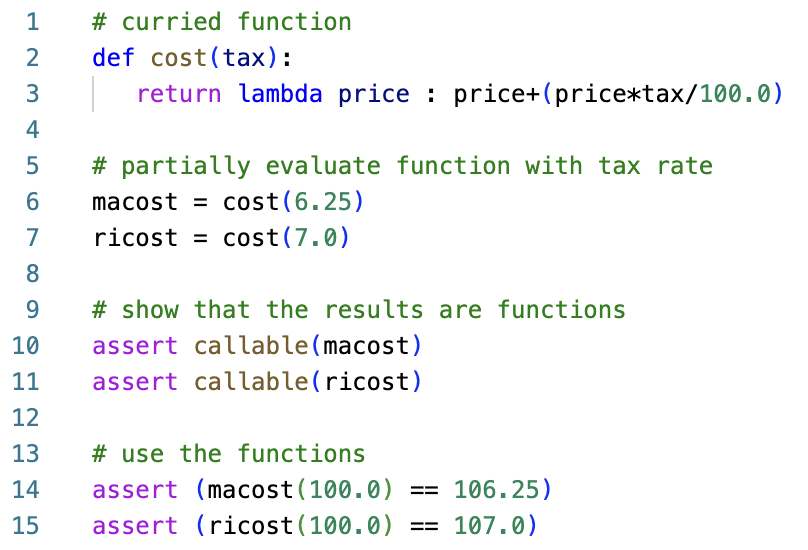 1 # curried function
2 def cost(tax):
3 return lambda price : price+(price*tax/100.0)
4
5 # partially evaluate function with tax rate
6 macost = cost(6.25)
7 ricost = cost(7.0)
8
9 # show that the results are functions
10 assert callable(macost)
11 assert callable(ricost)
12
13 # use the functions
14 assert (macost(100.0) == 106.25)
15 assert (ricost(100.0) == 107.0)